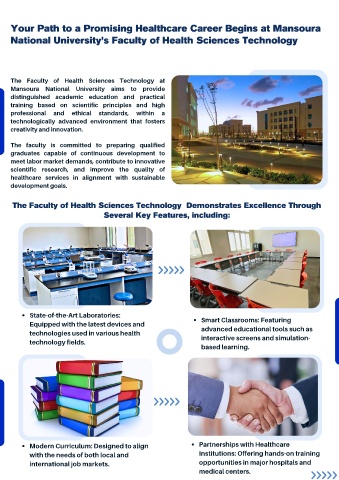 Your Path to a Promising Healthcare Career Begins at Mansoura
National University's Faculty of Health Sciences Technology
The Faculty of Health Sciences Technology at
Mansoura National University aims to provide
distinguished academic education and practical
training based on scientific principles and high
professional and ethical standards, within a
technologically advanced environment that fosters
creativity and innovation.
The faculty is committed to preparing qualified
graduates capable of continuous development to
meet labor market demands, contribute to innovative
scientific research, and improve the quality of
healthcare services in alignment with sustainable
development goals.
The Faculty of Health Sciences Technology Demonstrates Excellence Through
Several Key Features, including:
• State-of-the-Art Laboratories:
Equipped with the latest devices and
technologies used in various health
technology fields.
• Smart Classrooms: Featuring
advanced educational tools such as
interactive screens and simulation-
based learning.
• Modern Curriculum: Designed to align
with the needs of both local and
international job markets.
• Partnerships with Healthcare
Institutions: Offering hands-on training
opportunities in major hospitals and
medical centers.